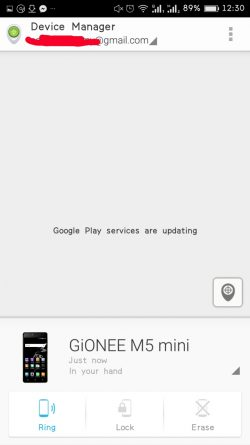 89% 12:30
Device Manager
@gmail.com
Google Play services are updating
GiONEE M5 mini
Just now
In your hand
Ring Lock Erase